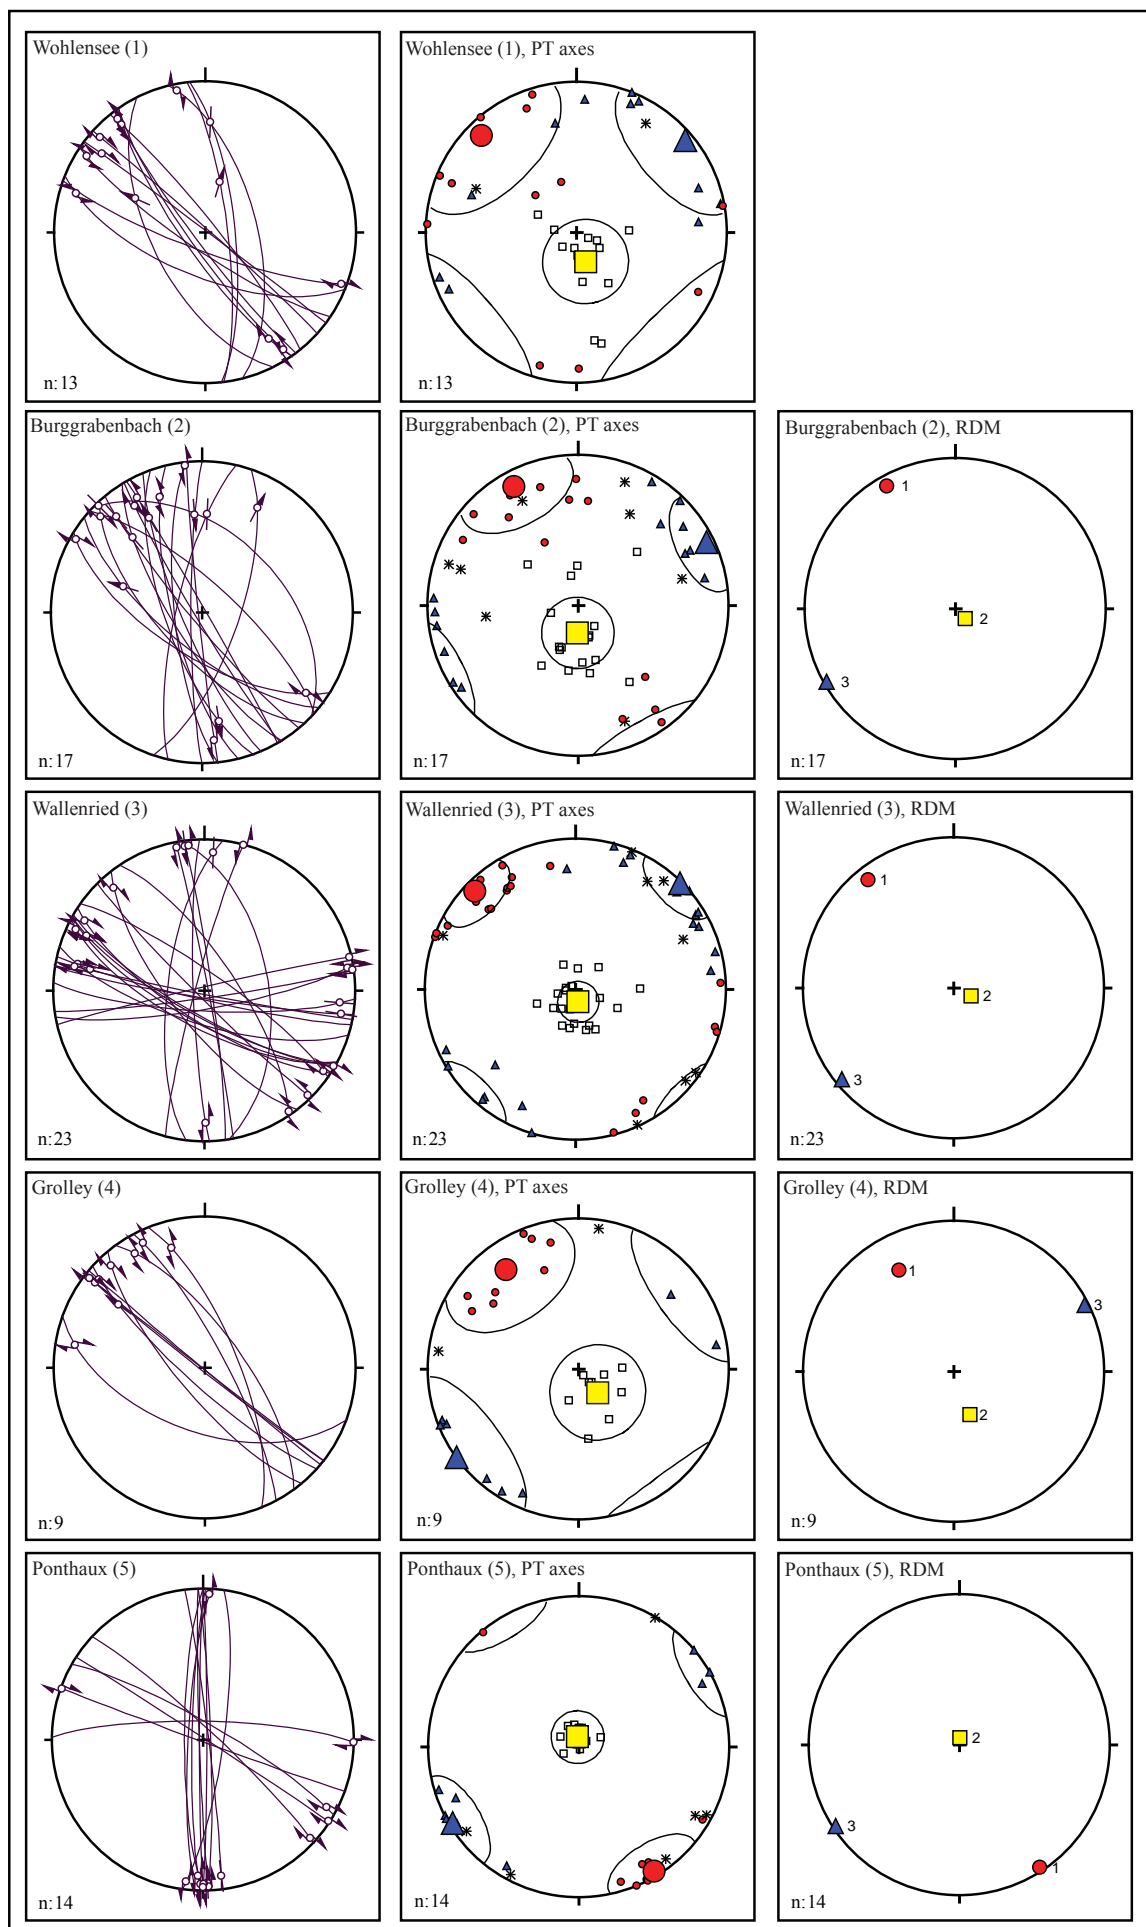 Wohlensee (1)
n:13
Wohlensee (1), PT axes
n:13
Burggrabenbach (2)
n:17
Burggrabenbach (2), PT axes
n:17
Burggrabenbach (2), RDM
1
2
3
n:17
Wallenried (3)
n:23
Wallenried (3), PT axes
n:23
Wallenried (3), RDM
1
2
3
n:23
Grolley (4)
n:9
Grolley (4), PT axes
n:9
Grolley (4), RDM
1
3
2
n:9
Ponthaux (5)
n:14
Ponthaux (5), PT axes
n:14
Ponthaux (5), RDM
2
3
1
n:14